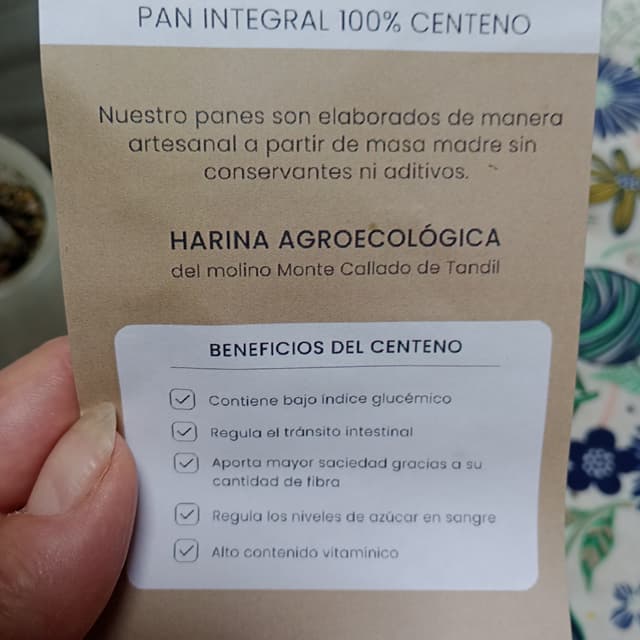 PAN INTEGRAL 100% CENTENO
Nuestro panes son elaborados de manera
artesanal a partir de masa madre sin
conservantes ni aditivos.
HARINA AGROECOLÓGICA
del molino Monte Callado de Tandil
BENEFICIOS DEL CENTENO
Contiene bajo índice glucémico
Regula el tránsito intestinal
Aporta mayor saciedad gracias a su
cantidad de fibra
Regula los niveles de azúcar en sangre
Alto contenido vitamínico